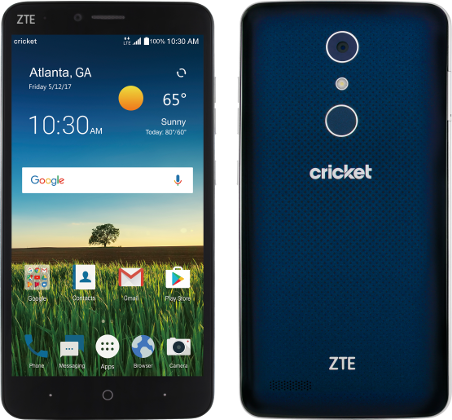 ZTE
cricket
LTE 100% 10:30 AM
Atlanta, GA
Friday 5/12/17
65°
10:30AM
Sunny
Today: 80°/60°
Google
Google
Contacts
Gmail
Play Store
Phone
Messaging
Apps
Browser
Camera
cricket
ZTE